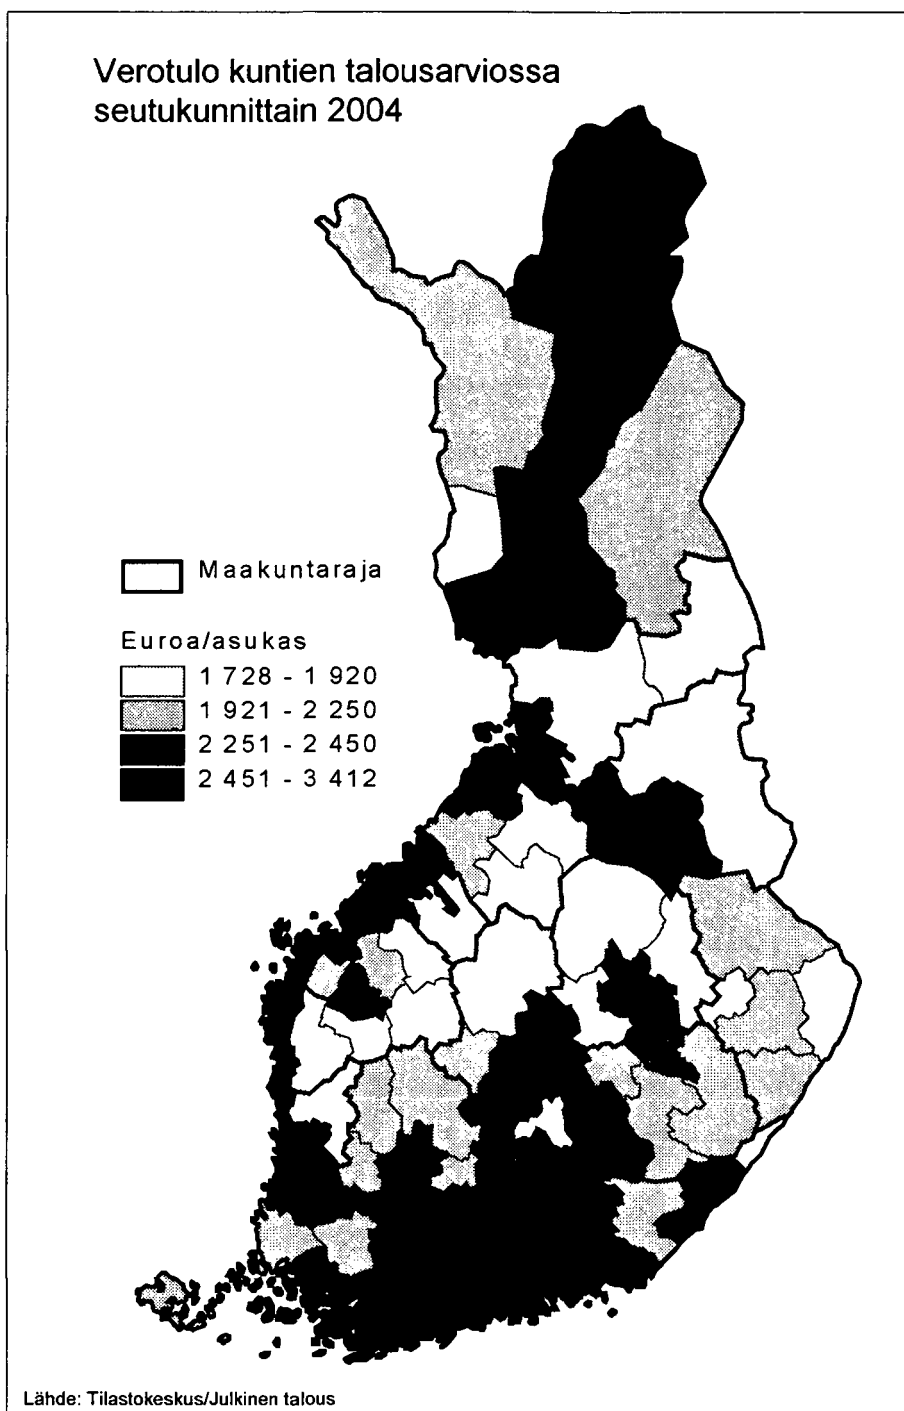 Verotulo kuntien talousarviossa
seutukunnittain 2004
Maakuntaraja
Euroa/asukas
1 728 - 1 920
1 921 - 2 250
2 251 - 2 450
2 451 - 3 412
Lähde: Tilastokeskus/Julkinen talous